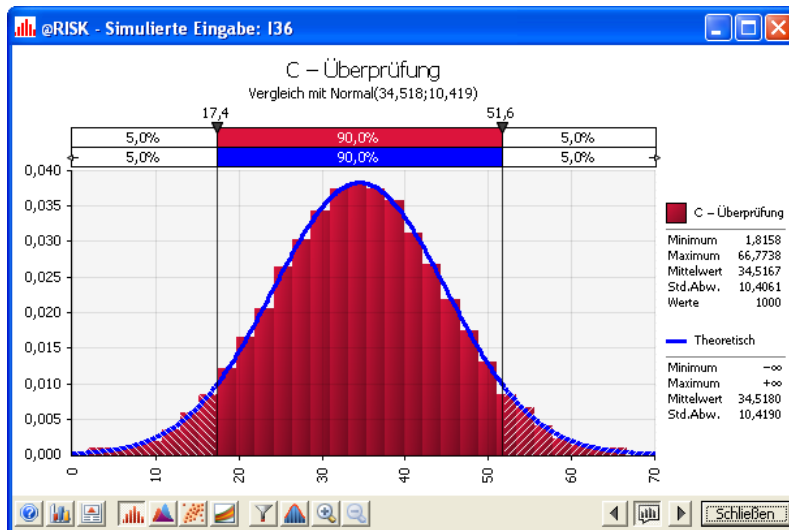 @RISK - Simulierte Eingabe: I36
C – Überprüfung
Vergleich mit Normal(34,518;10,419)
17,4 51,6
5,0% 90,0% 5,0%
5,0% 90,0% 5,0%
0,040
0,035
0,030
0,025
0,020
0,015
0,010
0,005
0,000
0 10 20 30 40 50 60 70
C – Überprüfung
Minimum 1,8158
Maximum 66,7738
Mittelwert 34,5167
Std.Abw. 10,4061
Werte 1000
Theoretisch
Minimum −∞
Maximum +∞
Mittelwert 34,5180
Std.Abw. 10,4190
Schließen